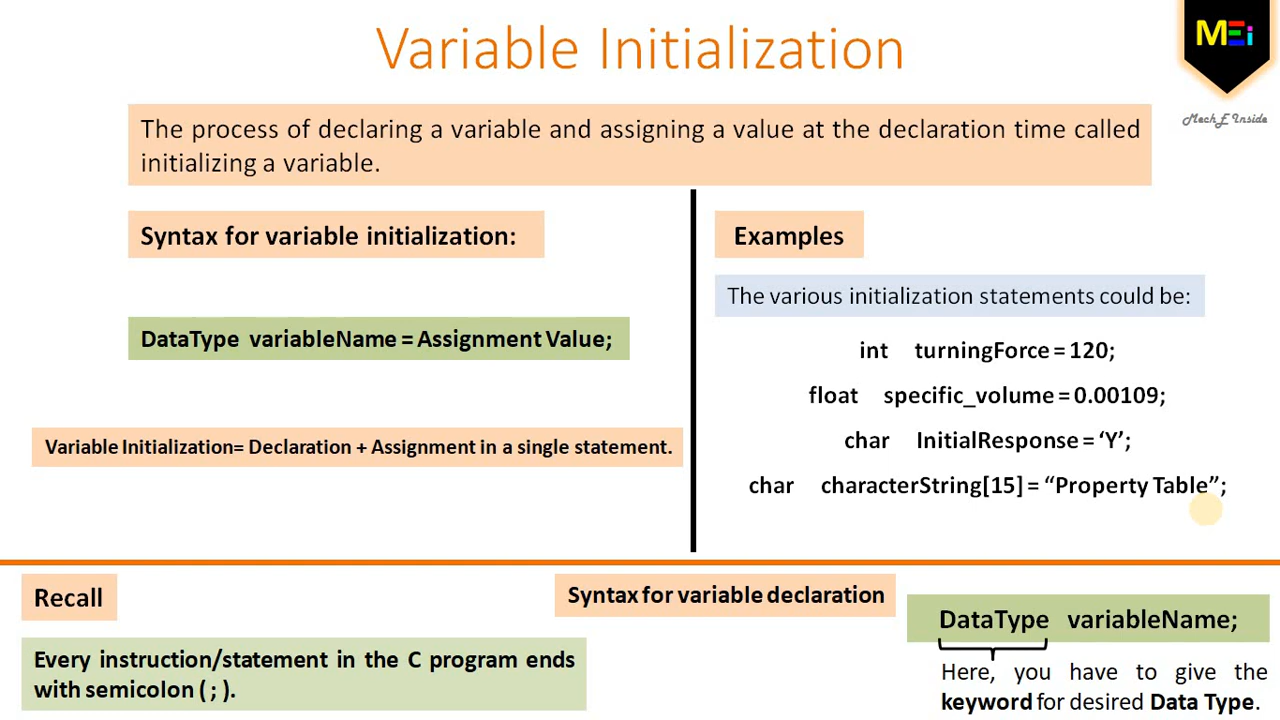 Variable Initialization
MEi
MechE Inside
The process of declaring a variable and assigning a value at the declaration time called
initializing a variable.
Syntax for variable initialization:
DataType variableName = Assignment Value;
Variable Initialization= Declaration + Assignment in a single statement.
Examples
The various initialization statements could be:
int turningForce = 120;
float specific_volume = 0.00109;
char InitialResponse = ‘Y’;
char characterString[15] = “Property Table”;
Recall
Every instruction/statement in the C program ends
with semicolon ( ; ).
Syntax for variable declaration
DataType variableName;
Here, you have to give the
keyword for desired Data Type.